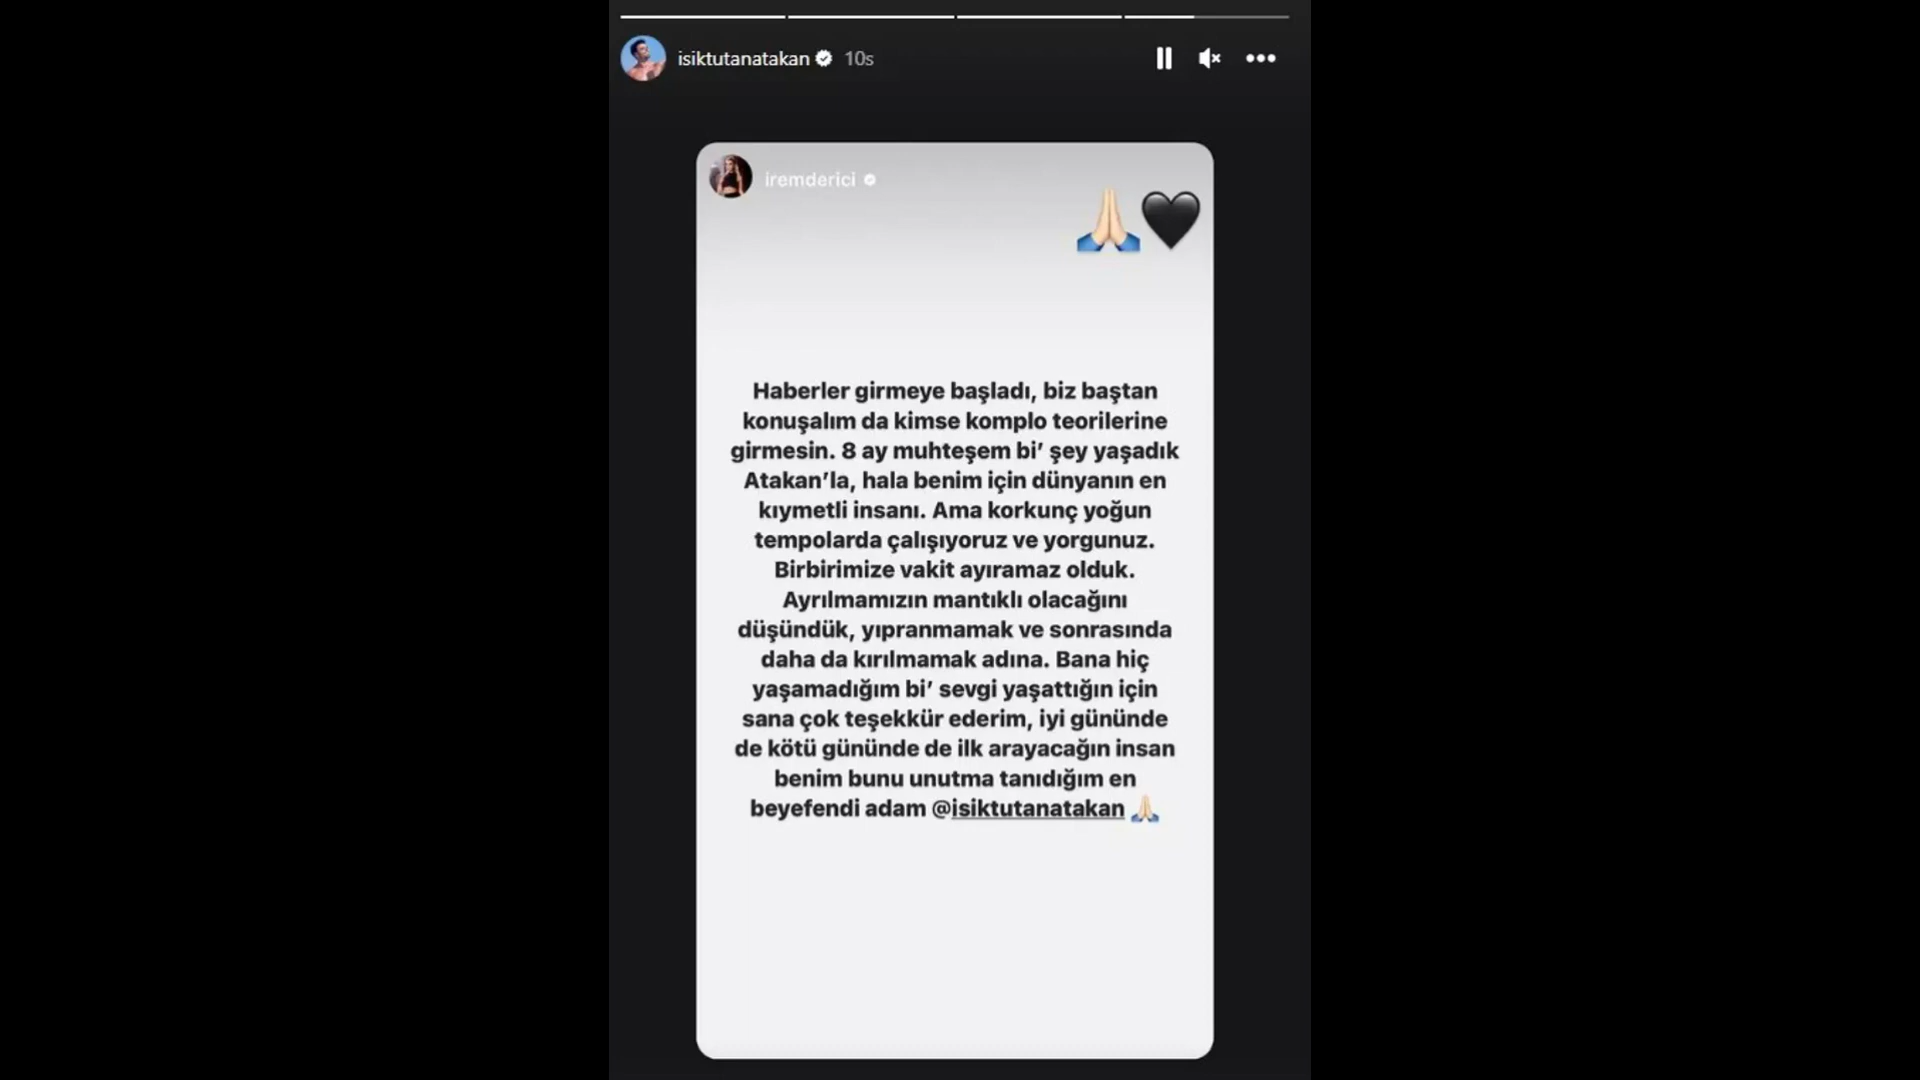 isiktutanatakan 10s
iremderici
🙏🏻🖤
Haberler girmeye başladı, biz baştan
konuşalım da kimse komplo teorilerine
girmesin. 8 ay muhteşem bi’ şey yaşadık
Atakan’la, hala benim için dünyanın en
kıymetli insanı. Ama korkunç yoğun
tempolarda çalışıyoruz ve yorgunuz.
Birbirimize vakit ayıramaz olduk.
Ayrılmamızın mantıklı olacağını
düşündük, yıpranmamak ve sonrasında
daha da kırılmamak adına. Bana hiç
yaşamadığım bi’ sevgi yaşattığın için
sana çok teşekkür ederim, iyi gününde
de kötü gününde de ilk arayacağın insan
benim bunu unutma tanıdığım en
beyefendi adam @isiktutanatakan 🙏🏻